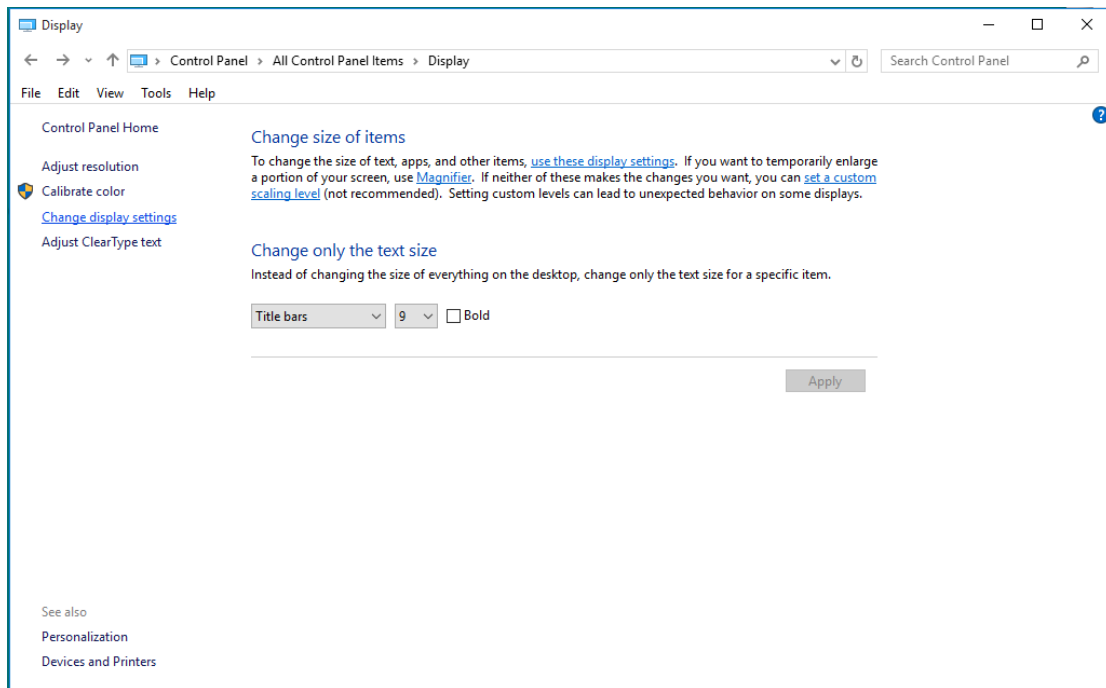 Display
Control Panel > All Control Panel Items > Display
Search Control Panel
File Edit View Tools Help
Control Panel Home
Adjust resolution
Calibrate color
Change display settings
Adjust ClearType text
Change size of items
To change the size of text, apps, and other items, use these display settings. If you want to temporarily enlarge
a portion of your screen, use Magnifier. If neither of these makes the changes you want, you can set a custom
scaling level (not recommended). Setting custom levels can lead to unexpected behavior on some displays.
Change only the text size
Instead of changing the size of everything on the desktop, change only the text size for a specific item.
Title bars 9 Bold
Apply
See also
Personalization
Devices and Printers